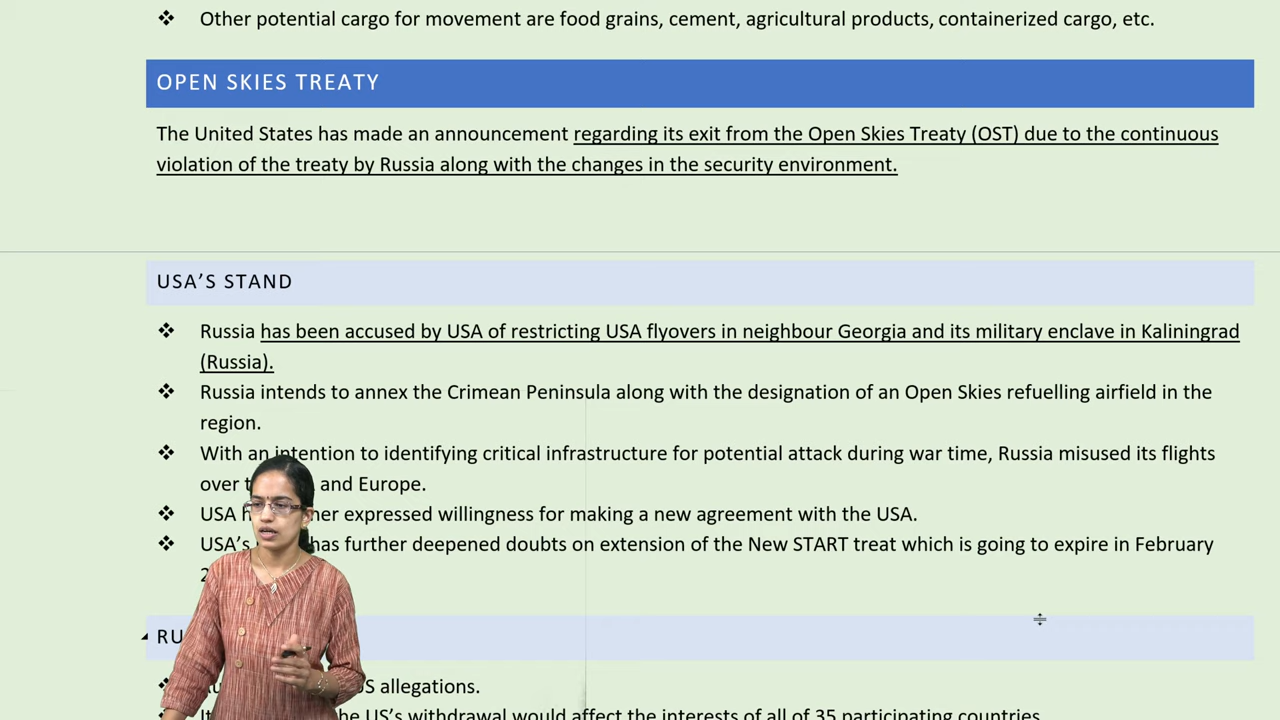 ❖ Other potential cargo for movement are food grains, cement, agricultural products, containerized cargo, etc.
OPEN SKIES TREATY
The United States has made an announcement regarding its exit from the Open Skies Treaty (OST) due to the continuous
violation of the treaty by Russia along with the changes in the security environment.
USA’S STAND
❖ Russia has been accused by USA of restricting USA flyovers in neighbour Georgia and its military enclave in Kaliningrad
(Russia).
❖ Russia intends to annex the Crimean Peninsula along with the designation of an Open Skies refuelling airfield in the
region.
❖ With an intention to identifying critical infrastructure for potential attack during war time, Russia misused its flights
over and Europe.
❖ USA expressed willingness for making a new agreement with the USA.
❖ USA’s has further deepened doubts on extension of the New START treat which is going to expire in February
❖ allegations.
the US’s withdrawal would affect the interests of all of 35 participating countries